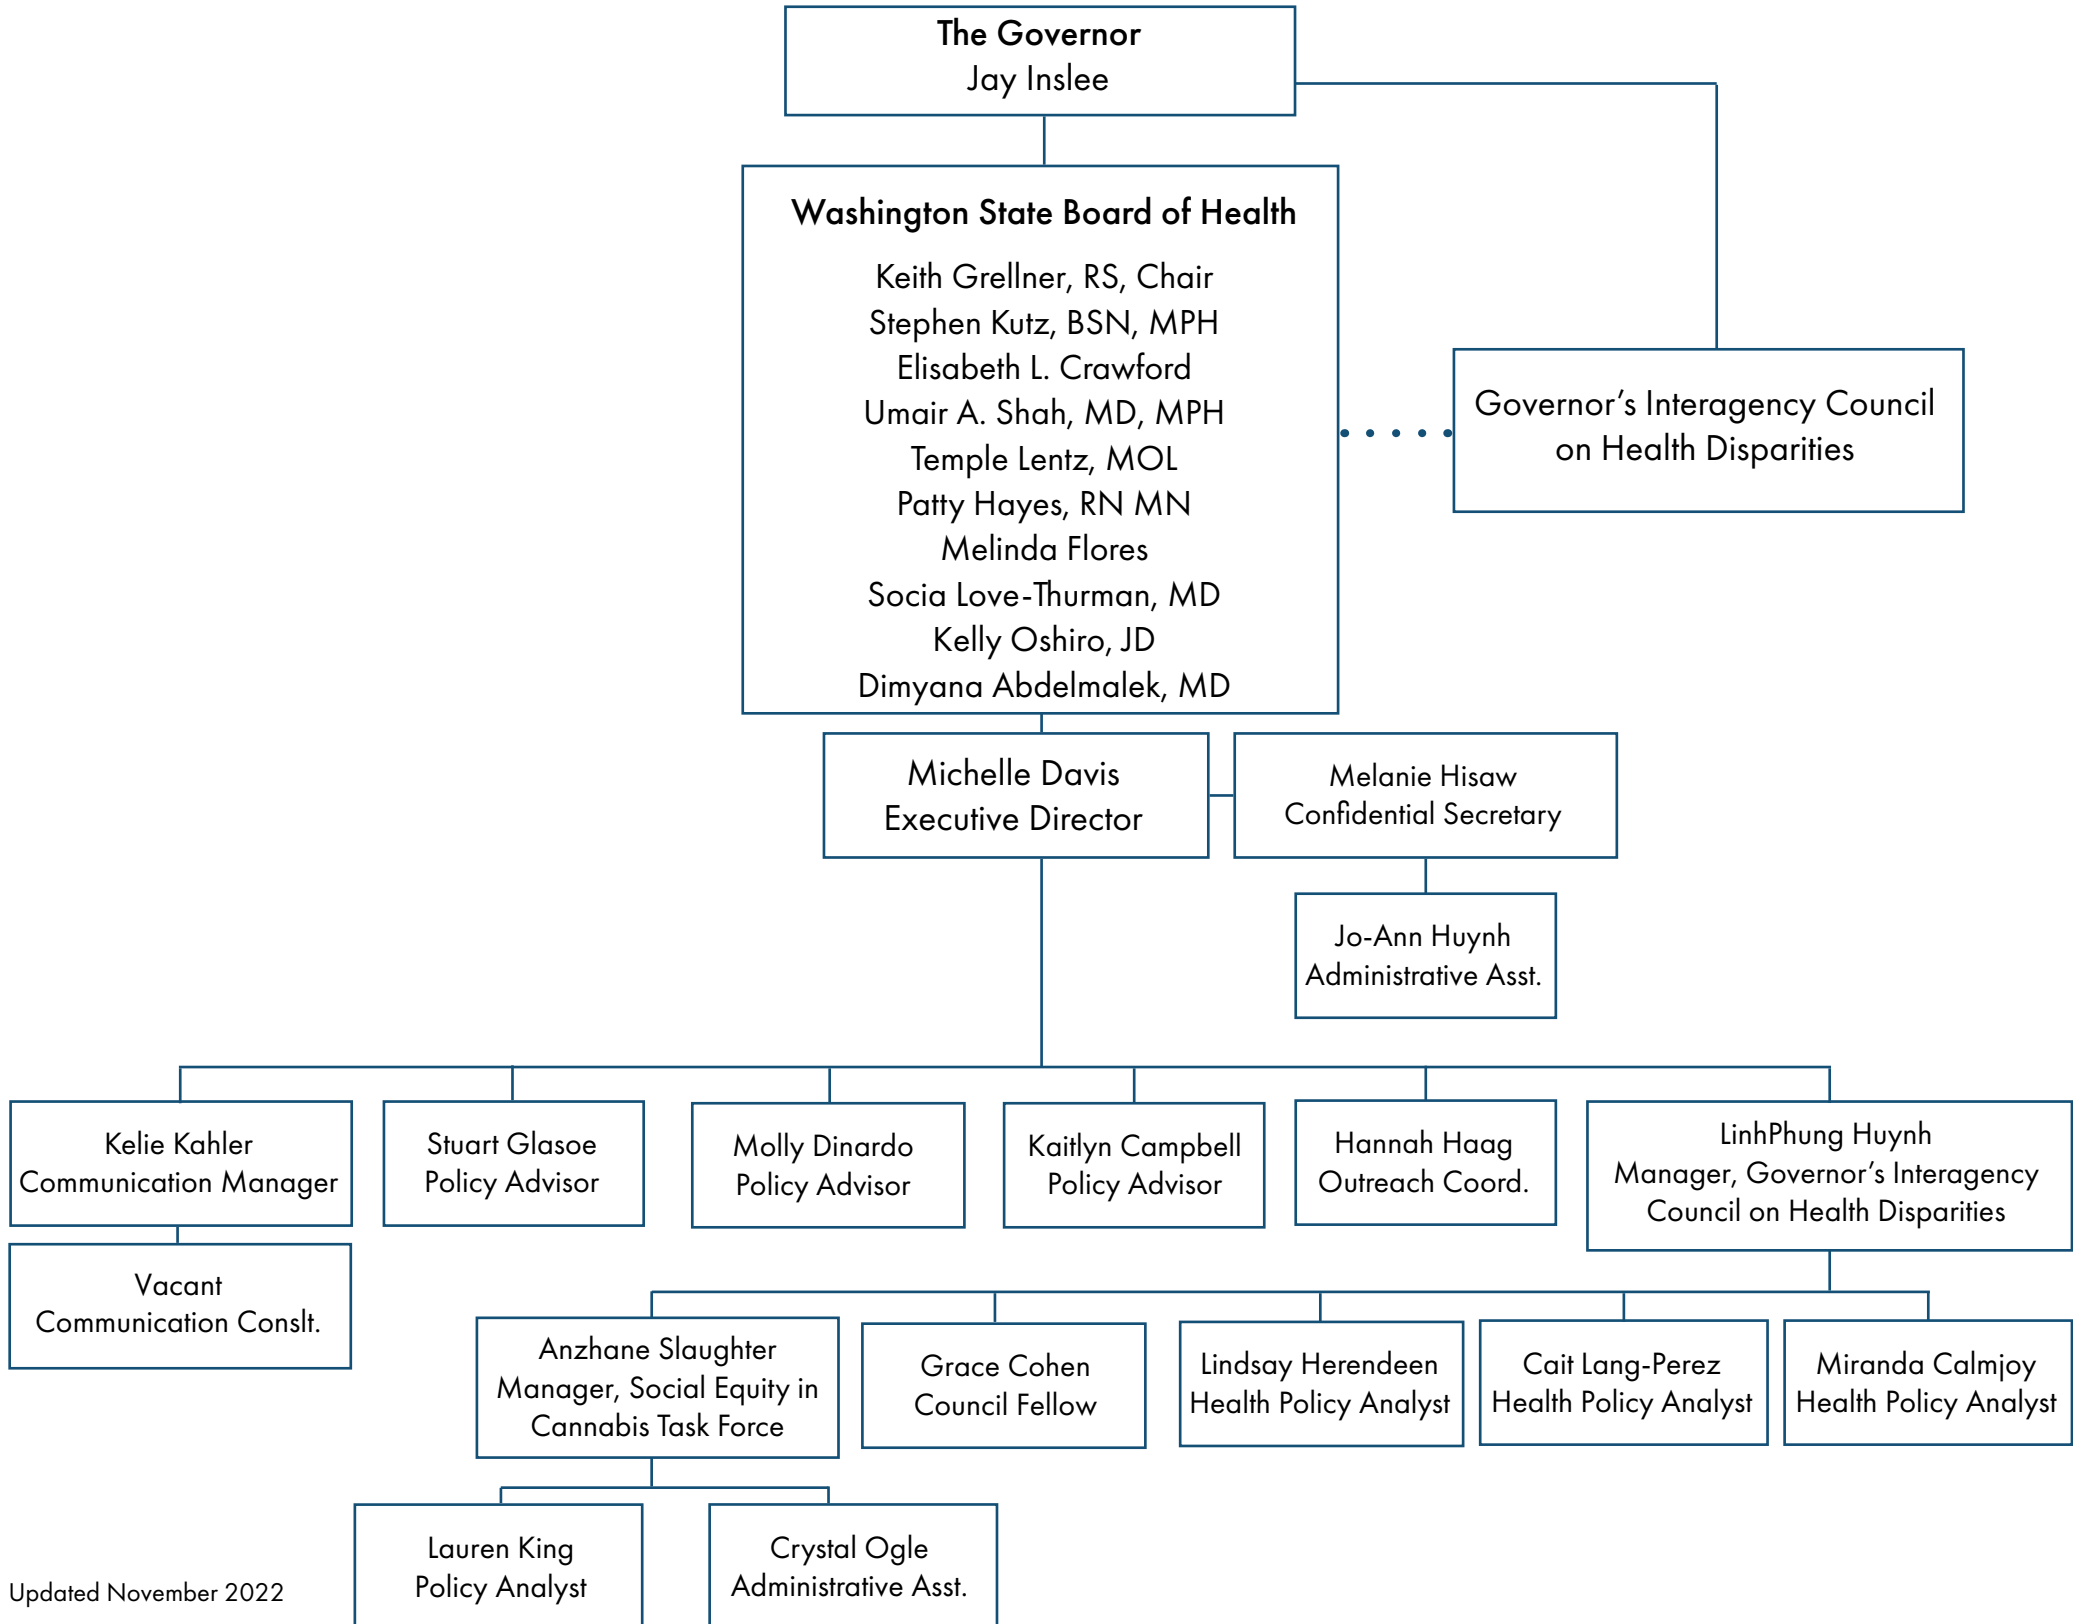 The Governor
Jay Inslee
Washington State Board of Health
Keith Grellner, RS, Chair
Stephen Kutz, BSN, MPH
Elisabeth L. Crawford
Umair A. Shah, MD, MPH
Temple Lentz, MOL
Patty Hayes, RN MN
Melinda Flores
Socia Love-Thurman, MD
Kelly Oshiro, JD
Dimyana Abdelmalek, MD
Governor’s Interagency Council
on Health Disparities
Michelle Davis
Executive Director
Melanie Hisaw
Confidential Secretary
Jo-Ann Huynh
Administrative Asst.
Kelie Kahler
Communication Manager
Stuart Glasoe
Policy Advisor
Molly Dinardo
Policy Advisor
Kaitlyn Campbell
Policy Advisor
Hannah Haag
Outreach Coord.
LinhPhung Huynh
Manager, Governor’s Interagency
Council on Health Disparities
Vacant
Communication Conslt.
Anzhane Slaughter
Manager, Social Equity in
Cannabis Task Force
Grace Cohen
Council Fellow
Lindsay Herendeen
Health Policy Analyst
Cait Lang-Perez
Health Policy Analyst
Miranda Calmjoy
Health Policy Analyst
Lauren King
Policy Analyst
Crystal Ogle
Administrative Asst.
Updated November 2022